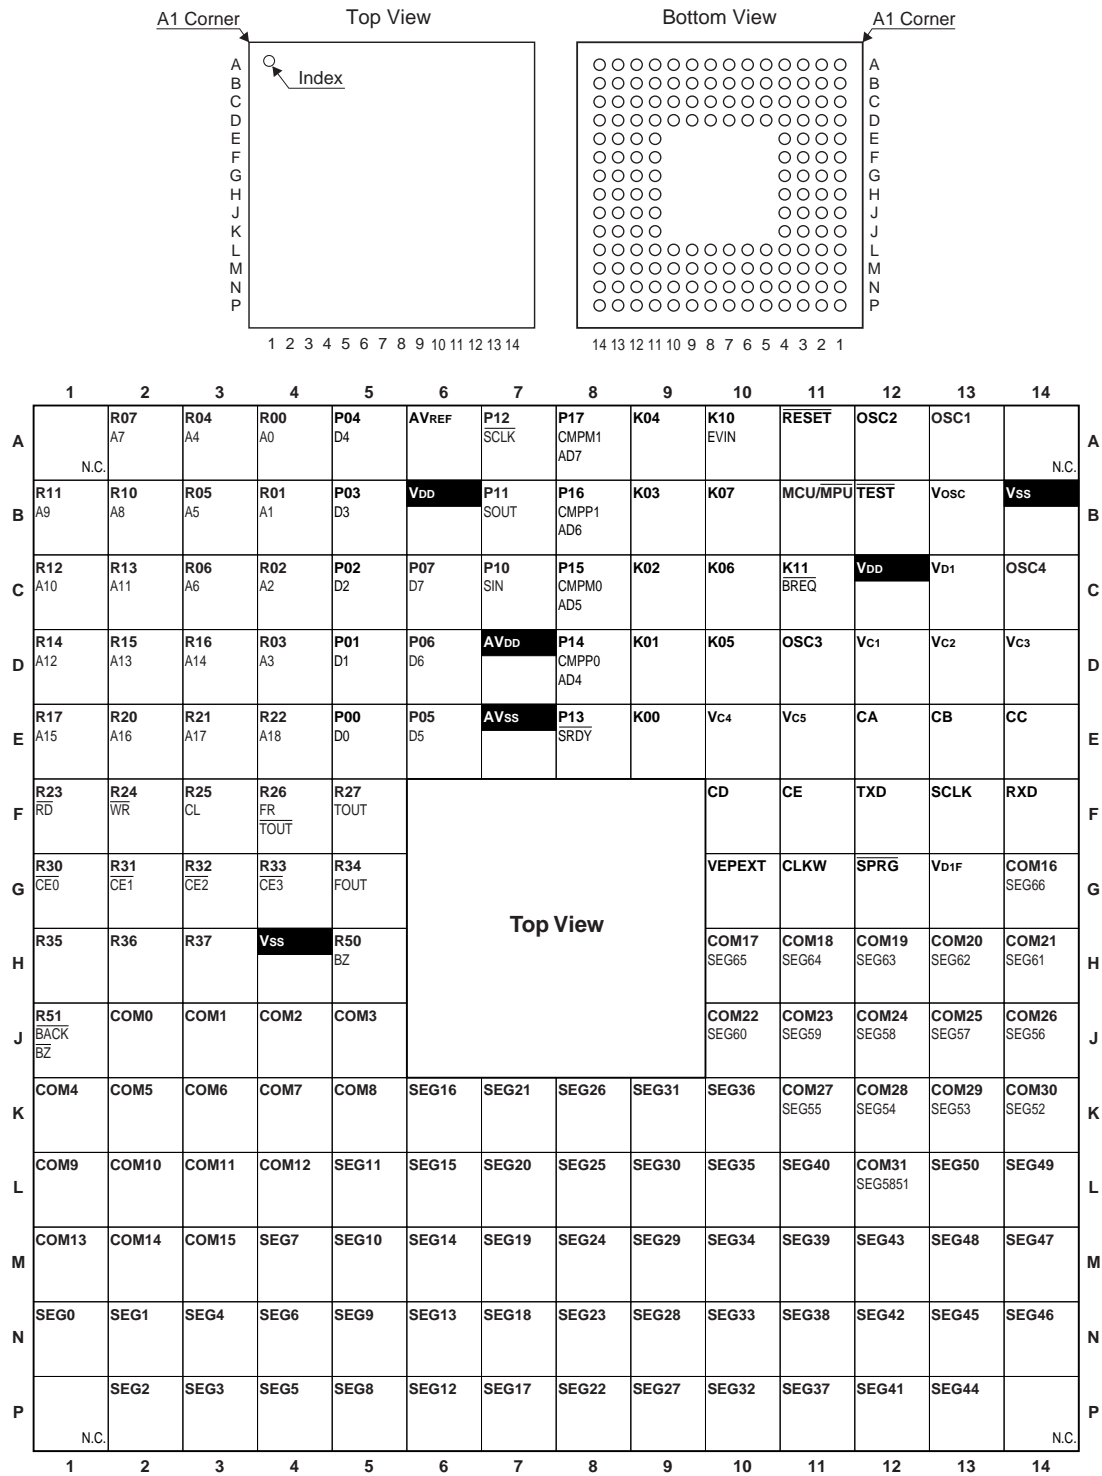 A1 Corner
Top View
Bottom View
A1 Corner
Index
A
B
C
D
E
F
G
H
J
K
L
M
N
P
A
B
C
D
E
F
G
H
J
J
L
M
N
P
1 2 3 4 5 6 7 8 9 10 11 12 13 14
14 13 12 11 10 9 8 7 6 5 4 3 2 1
1 2 3 4 5 6 7 8 9 10 11 12 13 14
R07 R04 R00 P04 AVREF P12 P17 K04 K10 RESET OSC2 OSC1
A7 A4 A0 D4 SCLK CMPM1 EVIN
A A
AD7
N.C. N.C.
R11 R10 R05 R01 P03 VDD P11 P16 K03 K07 MCU/MPU TEST VOSC VSS
A9 A8 A5 A1 D3 SOUT CMPP1
B B
AD6
R12 R13 R06 R02 P02 P07 P10 P15 K02 K06 K11 VDD VD1 OSC4
A10 A11 A6 A2 D2 D7 SIN CMPM0 BREQ
C C
AD5
R14 R15 R16 R03 P01 P06 AVDD P14 K01 K05 OSC3 VC1 VC2 VC3
A12 A13 A14 A3 D1 D6 CMPP0
D D
AD4
R17 R20 R21 R22 P00 P05 AVSS P13 K00 VC4 VC5 CA CB CC
A15 A16 A17 A18 D0 D5 SRDY
E E
R23 R24 R25 R26 R27 CD CE TXD SCLK RXD
RD WR CL FR TOUT
F F
TOUT
R30 R31 R32 R33 R34 VEPEXT CLKW SPRG VD1F COM16
CE0 CE1 CE2 CE3 FOUT SEG66
G G
Top View
R35 R36 R37 VSS R50 COM17 COM18 COM19 COM20 COM21
BZ SEG65 SEG64 SEG63 SEG62 SEG61
H H
R51 COM0 COM1 COM2 COM3 COM22 COM23 COM24 COM25 COM26
BACK SEG60 SEG59 SEG58 SEG57 SEG56
J J
BZ
COM4 COM5 COM6 COM7 COM8 SEG16 SEG21 SEG26 SEG31 SEG36 COM27 COM28 COM29 COM30
SEG55 SEG54 SEG53 SEG52
K K
COM9 COM10 COM11 COM12 SEG11 SEG15 SEG20 SEG25 SEG30 SEG35 SEG40 COM31 SEG50 SEG49
SEG5851
L L
COM13 COM14 COM15 SEG7 SEG10 SEG14 SEG19 SEG24 SEG29 SEG34 SEG39 SEG43 SEG48 SEG47
M M
SEG0 SEG1 SEG4 SEG6 SEG9 SEG13 SEG18 SEG23 SEG28 SEG33 SEG38 SEG42 SEG45 SEG46
N N
SEG2 SEG3 SEG5 SEG8 SEG12 SEG17 SEG22 SEG27 SEG32 SEG37 SEG41 SEG44
P P
N.C. N.C.
1 2 3 4 5 6 7 8 9 10 11 12 13 14